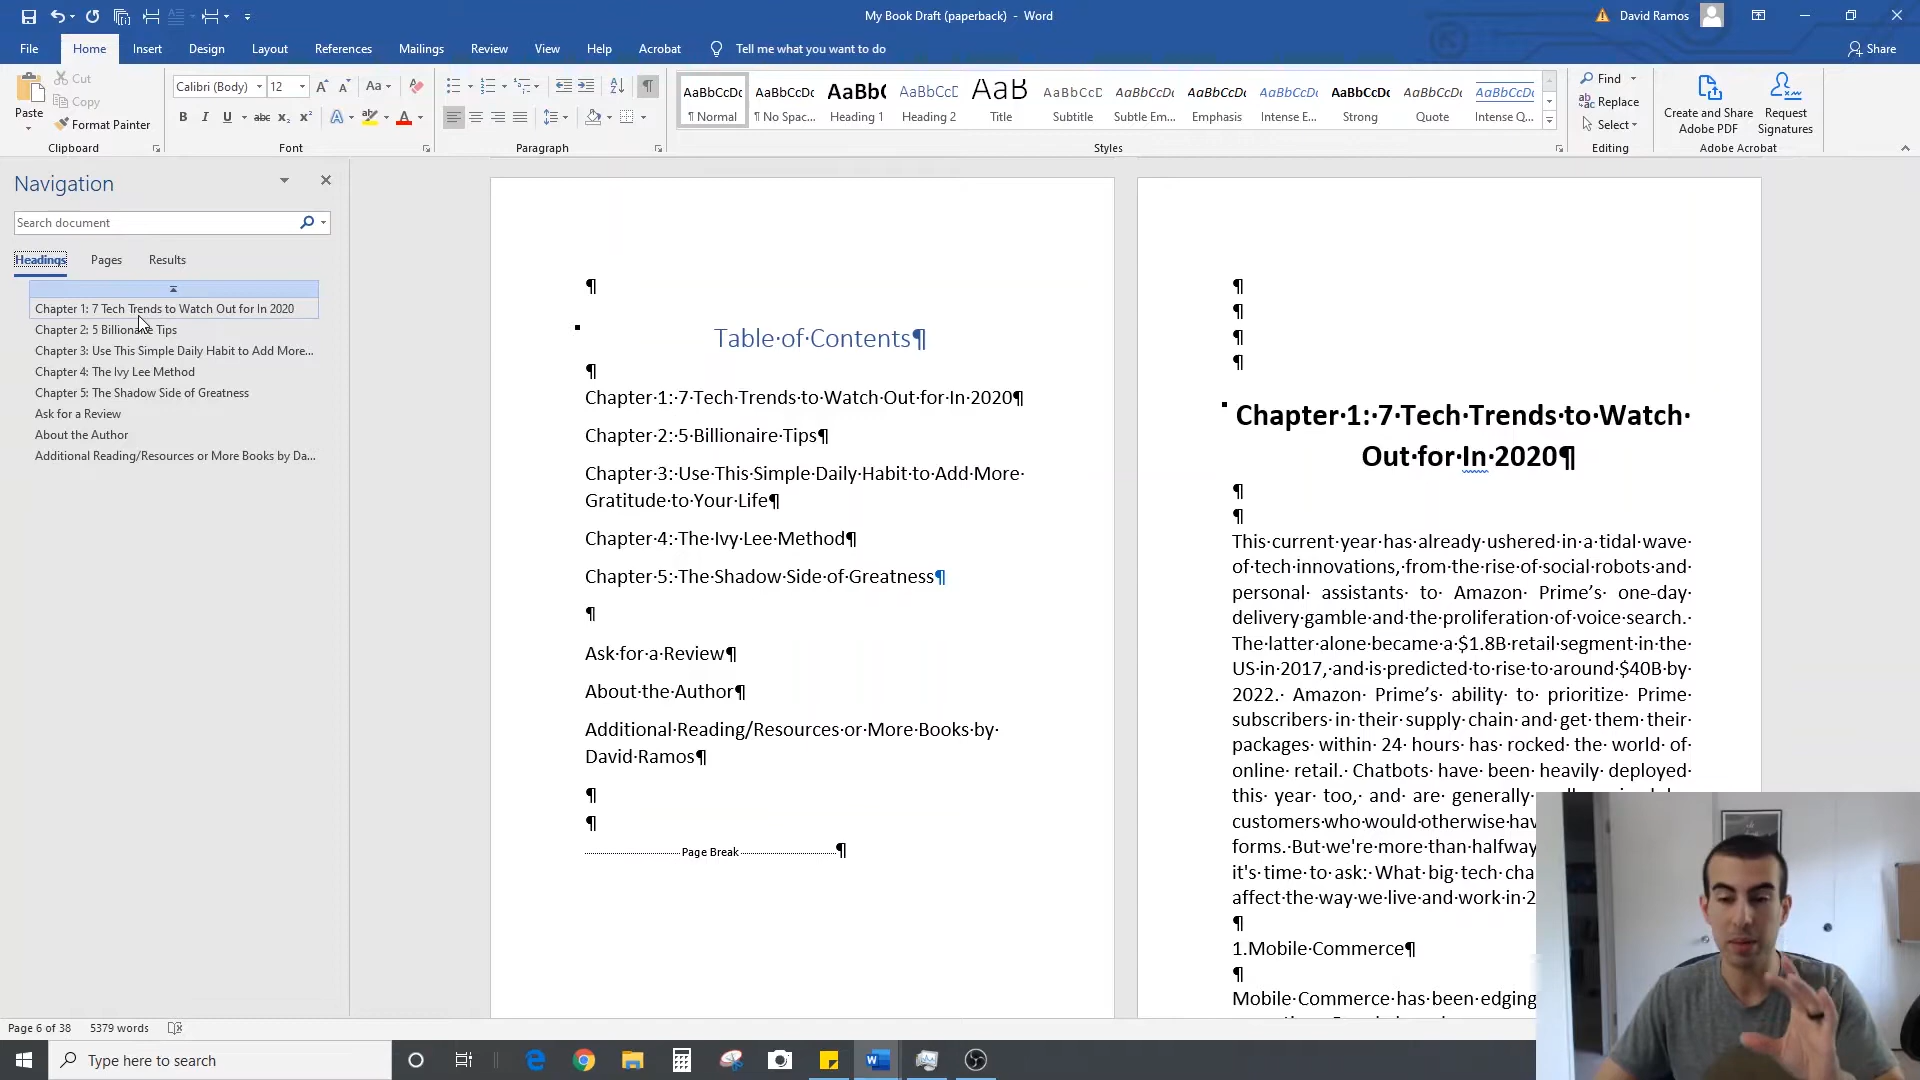 My Book Draft (paperback) - Word
David Ramos
File Home Insert Design Layout References Mailings Review View Help Acrobat Tell me what you want to do Share
Paste
Cut
Copy
Format Painter
Clipboard
Calibri (Body) 12
Font
Paragraph
AaBbCcDc AaBbCcDc AaBbC AaBbCcD AaB AaBbCcD AaBbCcDc AaBbCcDc AaBbCcDc AaBbCcDc AaBbCcDc AaBbCcDc
¶ Normal ¶ No Spac... Heading 1 Heading 2 Title Subtitle Subtle Em... Emphasis Intense E... Strong Quote Intense Q...
Styles
Find
Replace
Select
Editing
Create and Share
Adobe PDF
Request
Signatures
Adobe Acrobat
Navigation
Search document
Headings Pages Results
Chapter 1: 7 Tech Trends to Watch Out for In 2020
Chapter 2: 5 Billionaire Tips
Chapter 3: Use This Simple Daily Habit to Add More...
Chapter 4: The Ivy Lee Method
Chapter 5: The Shadow Side of Greatness
Ask for a Review
About the Author
Additional Reading/Resources or More Books by Da...
¶
Table·of·Contents¶
¶
Chapter·1:·7·Tech·Trends·to·Watch·Out·for·In·2020¶
Chapter·2:·5·Billionaire·Tips¶
Chapter·3:·Use·This·Simple·Daily·Habit·to·Add·More·
Gratitude·to·Your·Life¶
Chapter·4:·The·Ivy·Lee·Method¶
Chapter·5:·The·Shadow·Side·of·Greatness¶
¶
Ask·for·a·Review¶
About·the·Author¶
Additional·Reading/Resources·or·More·Books·by·
David·Ramos¶
¶
¶
Page Break¶
¶
¶
¶
¶
Chapter·1:·7·Tech·Trends·to·Watch·
Out·for·In·2020¶
¶
¶
This·current·year·has·already·ushered·in·a·tidal·wave·
of·tech·innovations,·from·the·rise·of·social·robots·and·
personal· assistants· to· Amazon· Prime's· one-day·
delivery·gamble·and·the·proliferation·of·voice·search.·
The·latter·alone·became·a·$1.8B·retail·segment·in·the·
US·in·2017,·and·is·predicted·to·rise·to·around·$40B·by·
2022.· Amazon· Prime's· ability· to· prioritize· Prime·
subscribers·in·their·supply·chain·and·get·them·their·
packages· within· 24· hours· has· rocked· the· world· of·
online· retail.· Chatbots· have· been· heavily· deployed·
this· year· too,· and· are· generally·
customers·who·would·otherwise·hav
forms.·But·we're·more·than·halfway
it's·time·to·ask:·What·big·tech·cha
affect·the·way·we·live·and·work·in·2
¶
1.Mobile·Commerce¶
¶
Mobile·Commerce·has·been·edging
Page 6 of 38 5379 words
Type here to search